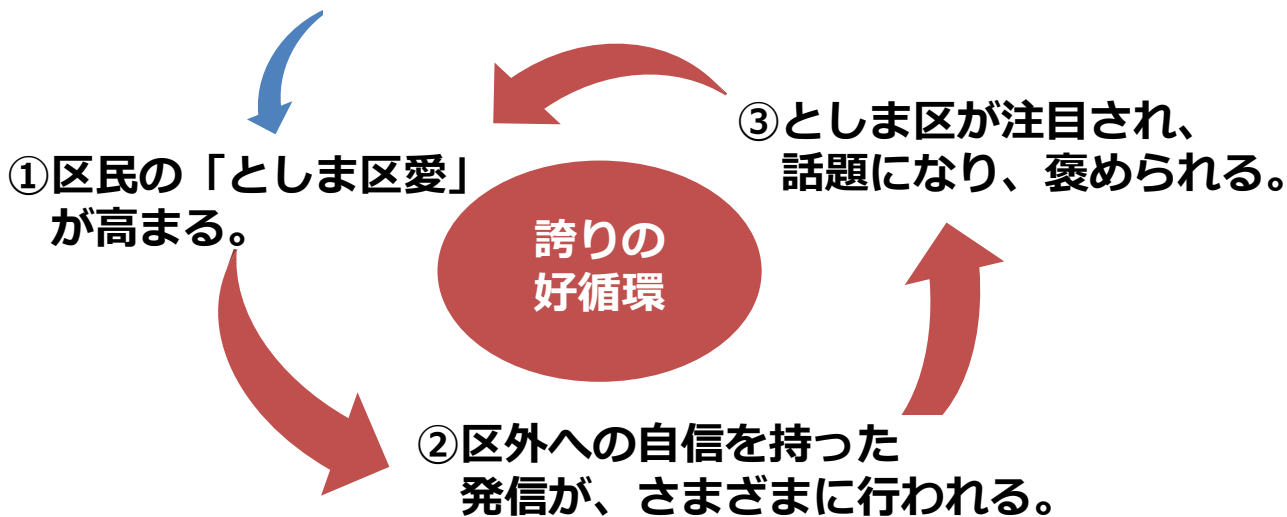 ①区民の「としま区愛」
が高まる。
②区外への自信を持った
発信が、さまざまに行われる。
③としま区が注目され、
話題になり、褒められる。
誇りの
好循環